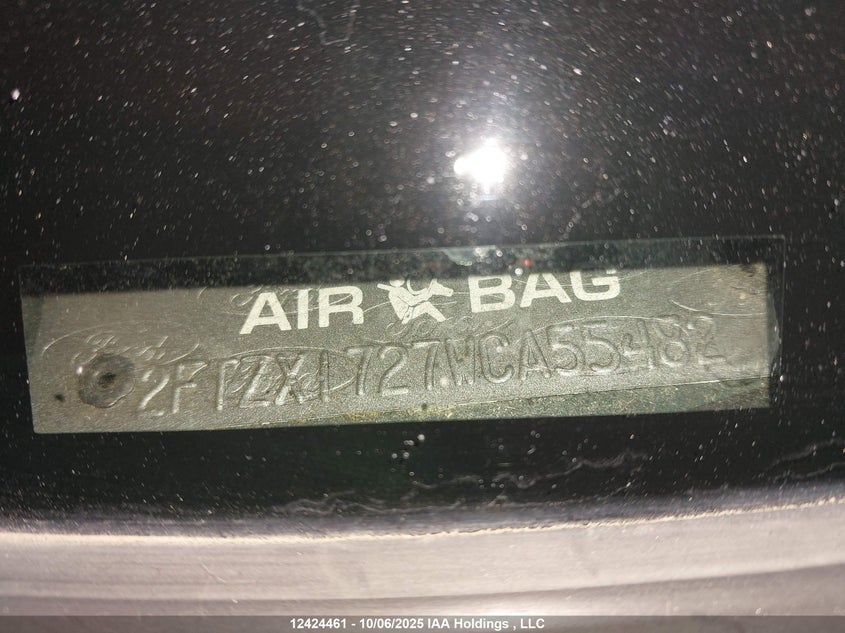 AIR BAG
2FTZX1727WCA55482
12424461 - 10/06/2025 IAA Holdings , LLC